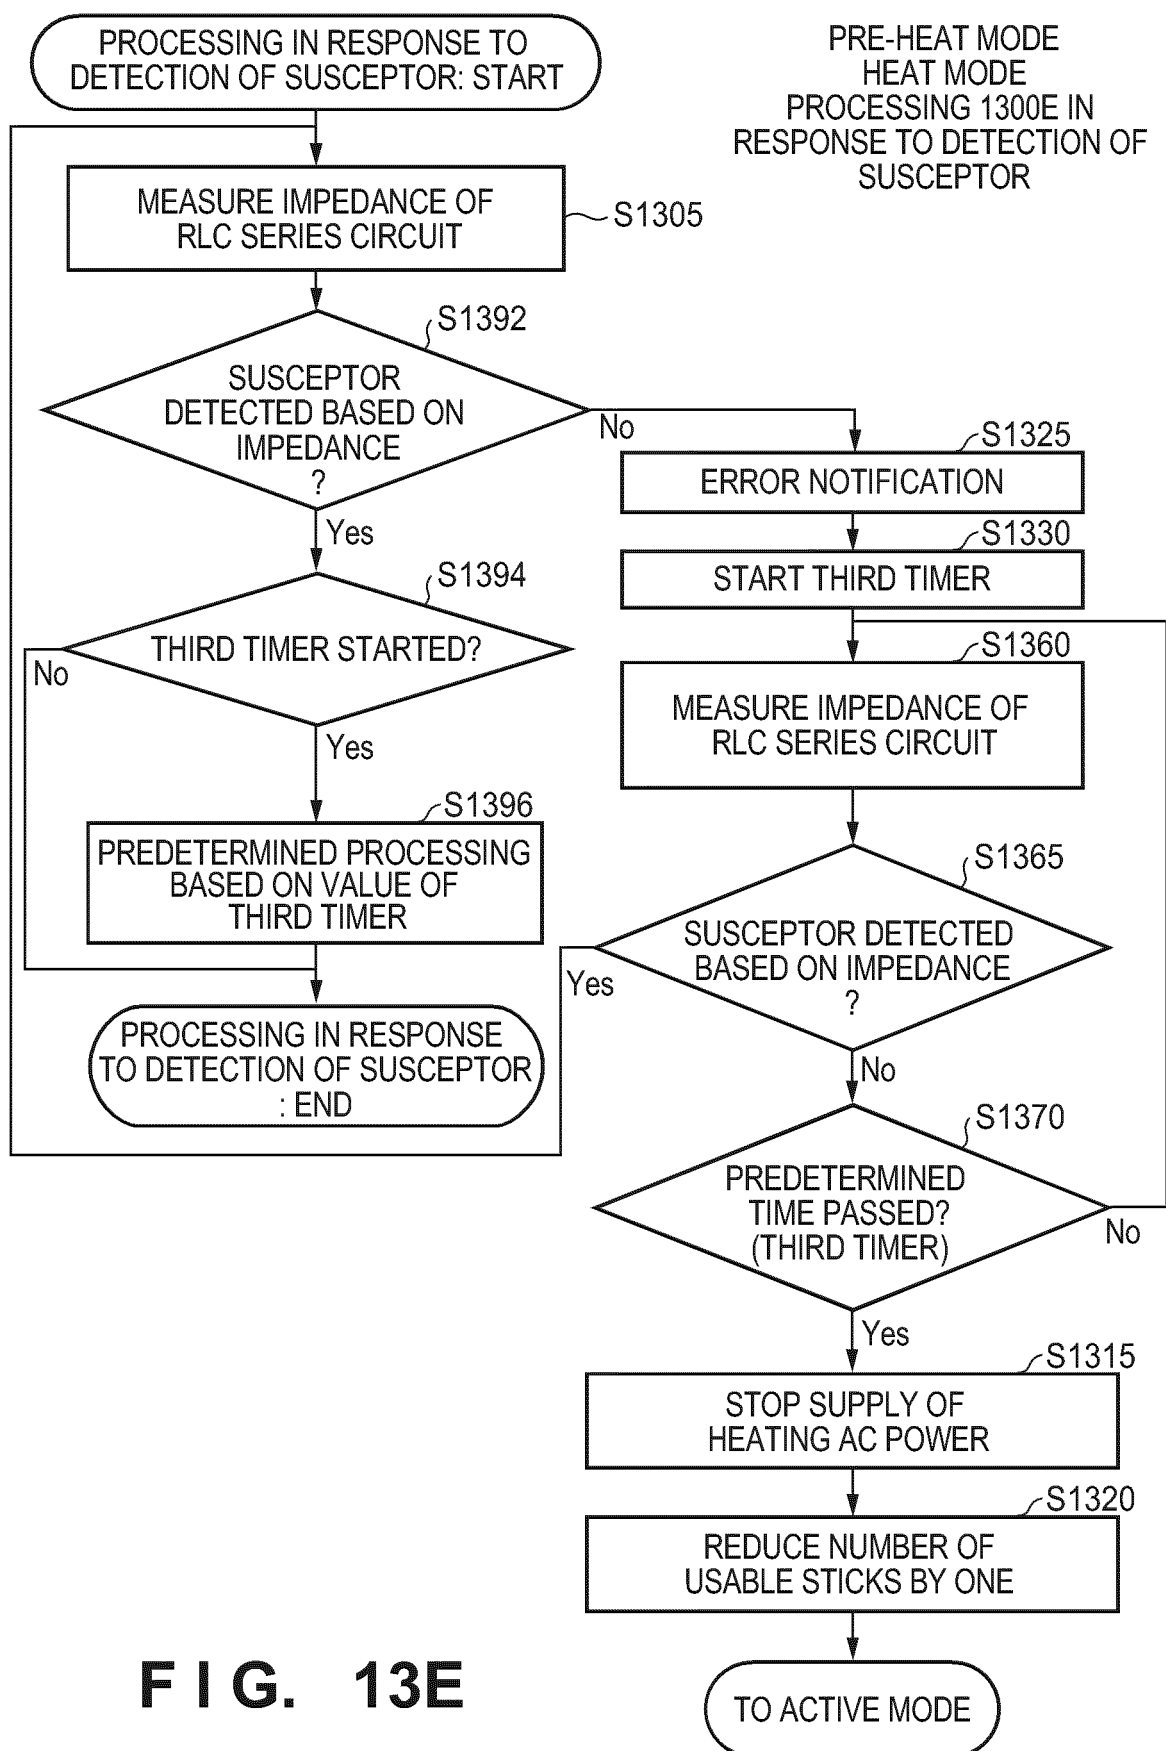 PROCESSING IN RESPONSE TO
DETECTION OF SUSCEPTOR: START
PRE-HEAT MODE
HEAT MODE
PROCESSING 1300E IN
RESPONSE TO DETECTION OF
SUSCEPTOR
MEASURE IMPEDANCE OF
RLC SERIES CIRCUIT
S1305
S1392
SUSCEPTOR
DETECTED BASED ON
IMPEDANCE
?
No
Yes
S1394
THIRD TIMER STARTED?
No
Yes
S1396
PREDETERMINED PROCESSING
BASED ON VALUE OF
THIRD TIMER
PROCESSING IN RESPONSE
TO DETECTION OF SUSCEPTOR
: END
S1325
ERROR NOTIFICATION
S1330
START THIRD TIMER
S1360
MEASURE IMPEDANCE OF
RLC SERIES CIRCUIT
S1365
SUSCEPTOR DETECTED
BASED ON IMPEDANCE
?
Yes
No
S1370
PREDETERMINED
TIME PASSED?
(THIRD TIMER)
No
Yes
S1315
STOP SUPPLY OF
HEATING AC POWER
S1320
REDUCE NUMBER OF
USABLE STICKS BY ONE
TO ACTIVE MODE
FIG. 13E